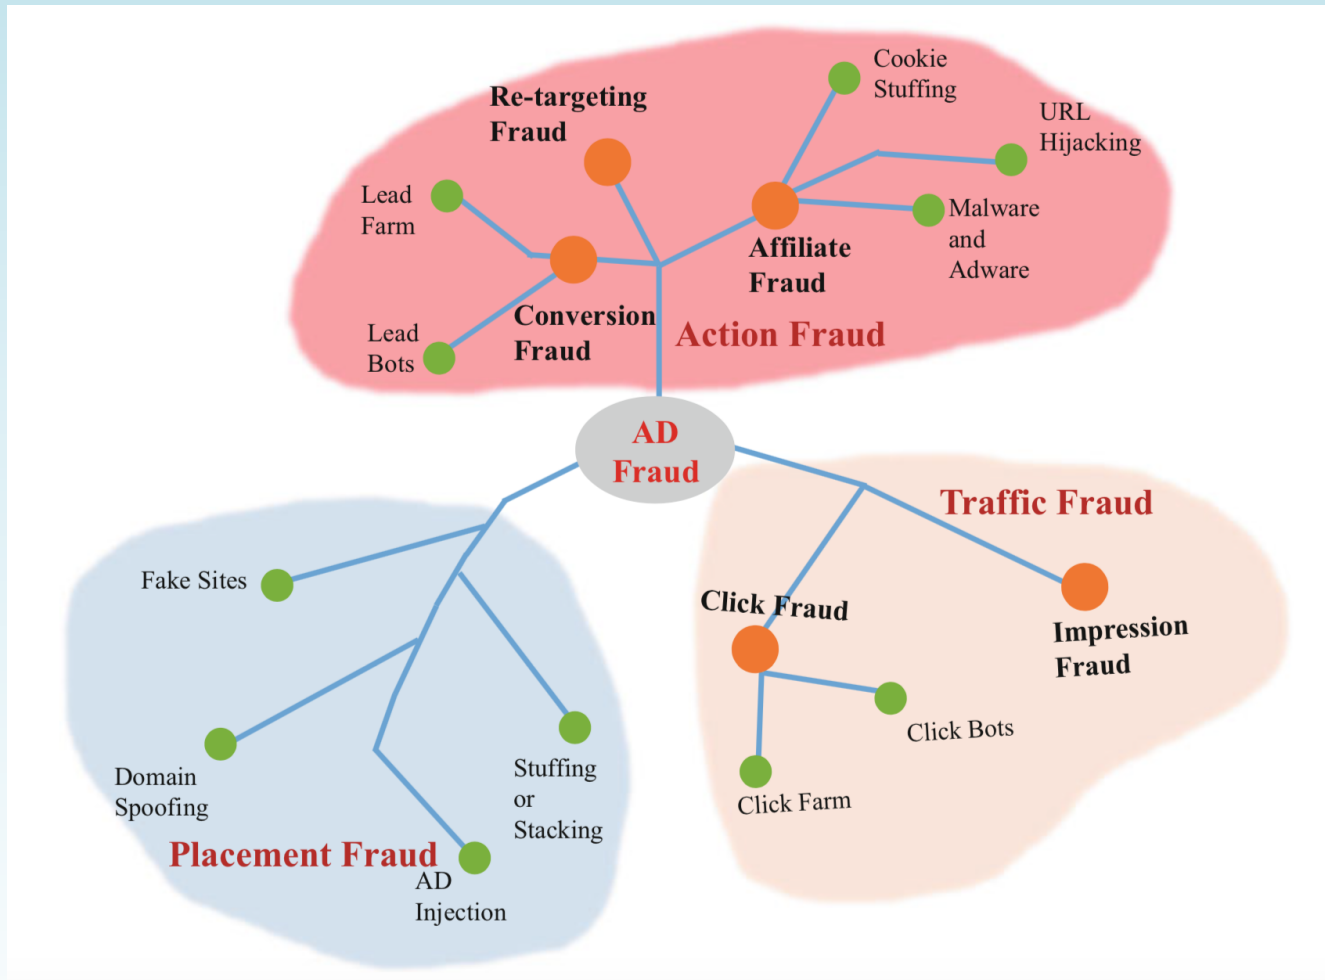 Cookie
Stuffing
Re-targeting
Fraud
URL
Hijacking
Lead
Farm
Malware
and
Adware
Affiliate
Fraud
Conversion
Fraud
Action Fraud
Lead
Bots
AD
Fraud
Traffic Fraud
Fake Sites
Click Fraud
Impression
Fraud
Click Bots
Domain
Spoofing
Stuffing
or
Stacking
Click Farm
Placement Fraud
AD
Injection